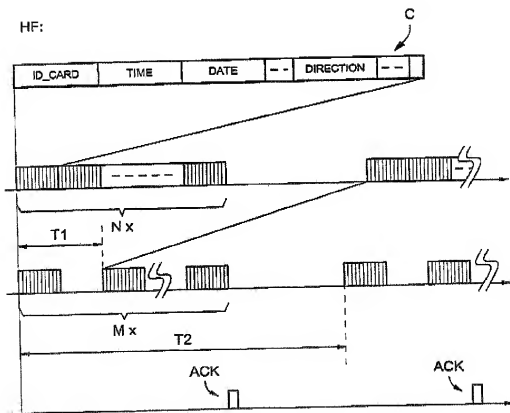 HF:
C
ID_CARD TIME DATE -- DIRECTION --
N x
T1
M x
T2
ACK ACK